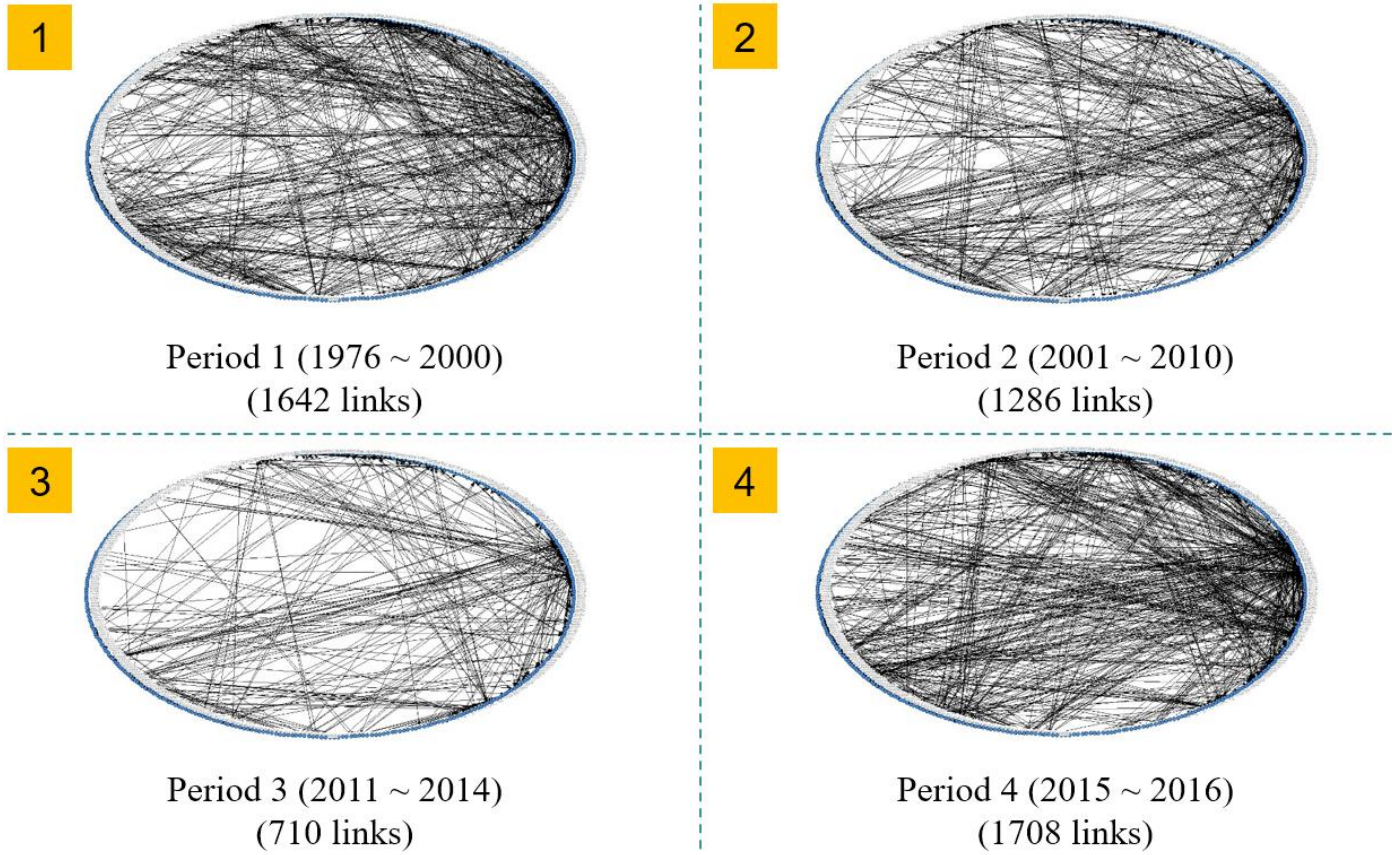 1
Period 1 (1976 ~ 2000)
(1642 links)
2
Period 2 (2001 ~ 2010)
(1286 links)
3
Period 3 (2011 ~ 2014)
(710 links)
4
Period 4 (2015 ~ 2016)
(1708 links)